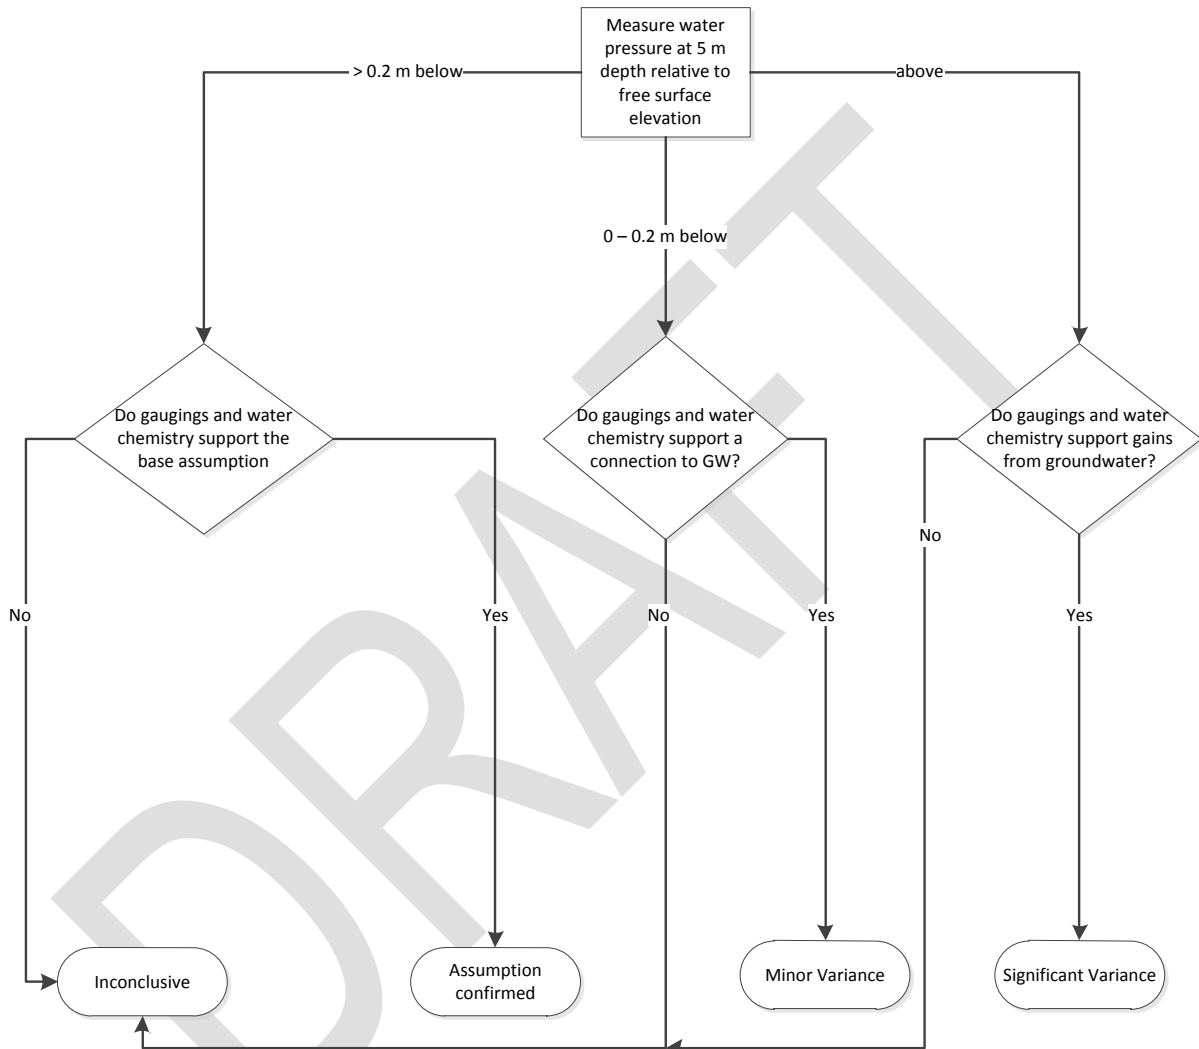 Measure water
pressure at 5 m
depth relative to
free surface
elevation
> 0.2 m below
above
0 – 0.2 m below
Do gaugings and water
chemistry support the
base assumption
Do gaugings and water
chemistry support a
connection to GW?
Do gaugings and water
chemistry support gains
from groundwater?
No
No
Yes
No
Yes
Yes
Inconclusive
Assumption
confirmed
Minor Variance
Significant Variance
DRAFT